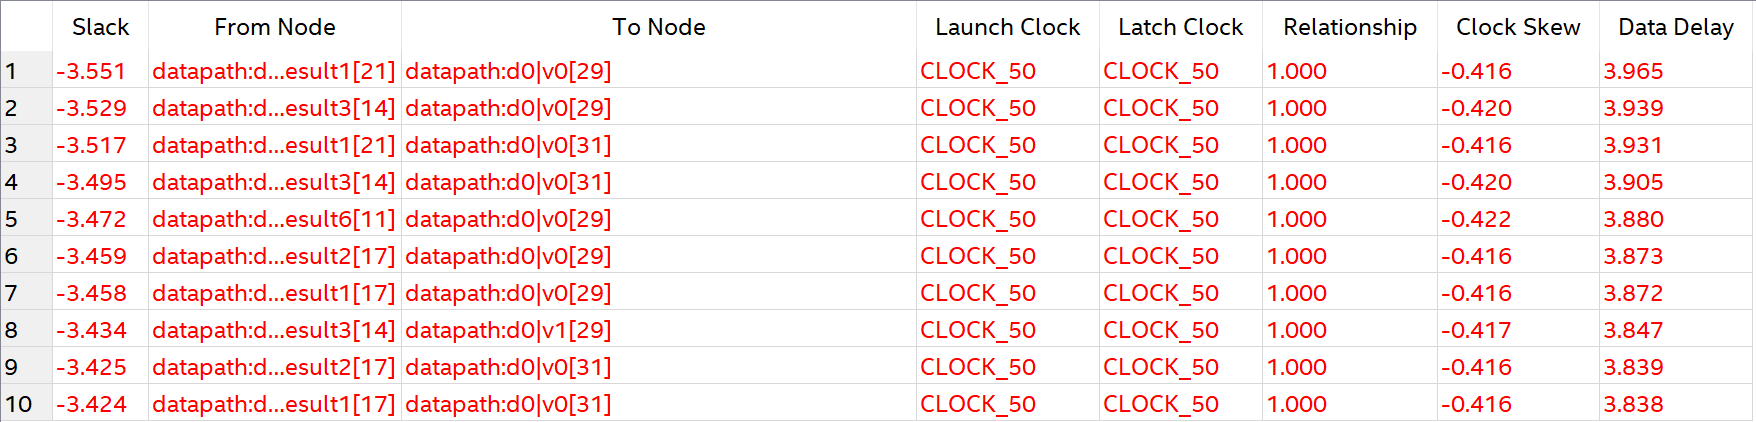 Slack From Node To Node Launch Clock Latch Clock Relationship Clock Skew Data Delay
1 -3.551 datapath:d...esult1[21] datapath:d0|v0[29] CLOCK_50 CLOCK_50 1.000 -0.416 3.965
2 -3.529 datapath:d...esult3[14] datapath:d0|v0[29] CLOCK_50 CLOCK_50 1.000 -0.420 3.939
3 -3.517 datapath:d...esult1[21] datapath:d0|v0[31] CLOCK_50 CLOCK_50 1.000 -0.416 3.931
4 -3.495 datapath:d...esult3[14] datapath:d0|v0[31] CLOCK_50 CLOCK_50 1.000 -0.420 3.905
5 -3.472 datapath:d...esult6[11] datapath:d0|v0[29] CLOCK_50 CLOCK_50 1.000 -0.422 3.880
6 -3.459 datapath:d...esult2[17] datapath:d0|v0[29] CLOCK_50 CLOCK_50 1.000 -0.416 3.873
7 -3.458 datapath:d...esult1[17] datapath:d0|v0[29] CLOCK_50 CLOCK_50 1.000 -0.416 3.872
8 -3.434 datapath:d...esult3[14] datapath:d0|v1[29] CLOCK_50 CLOCK_50 1.000 -0.417 3.847
9 -3.425 datapath:d...esult2[17] datapath:d0|v0[31] CLOCK_50 CLOCK_50 1.000 -0.416 3.839
10 -3.424 datapath:d...esult1[17] datapath:d0|v0[31] CLOCK_50 CLOCK_50 1.000 -0.416 3.838